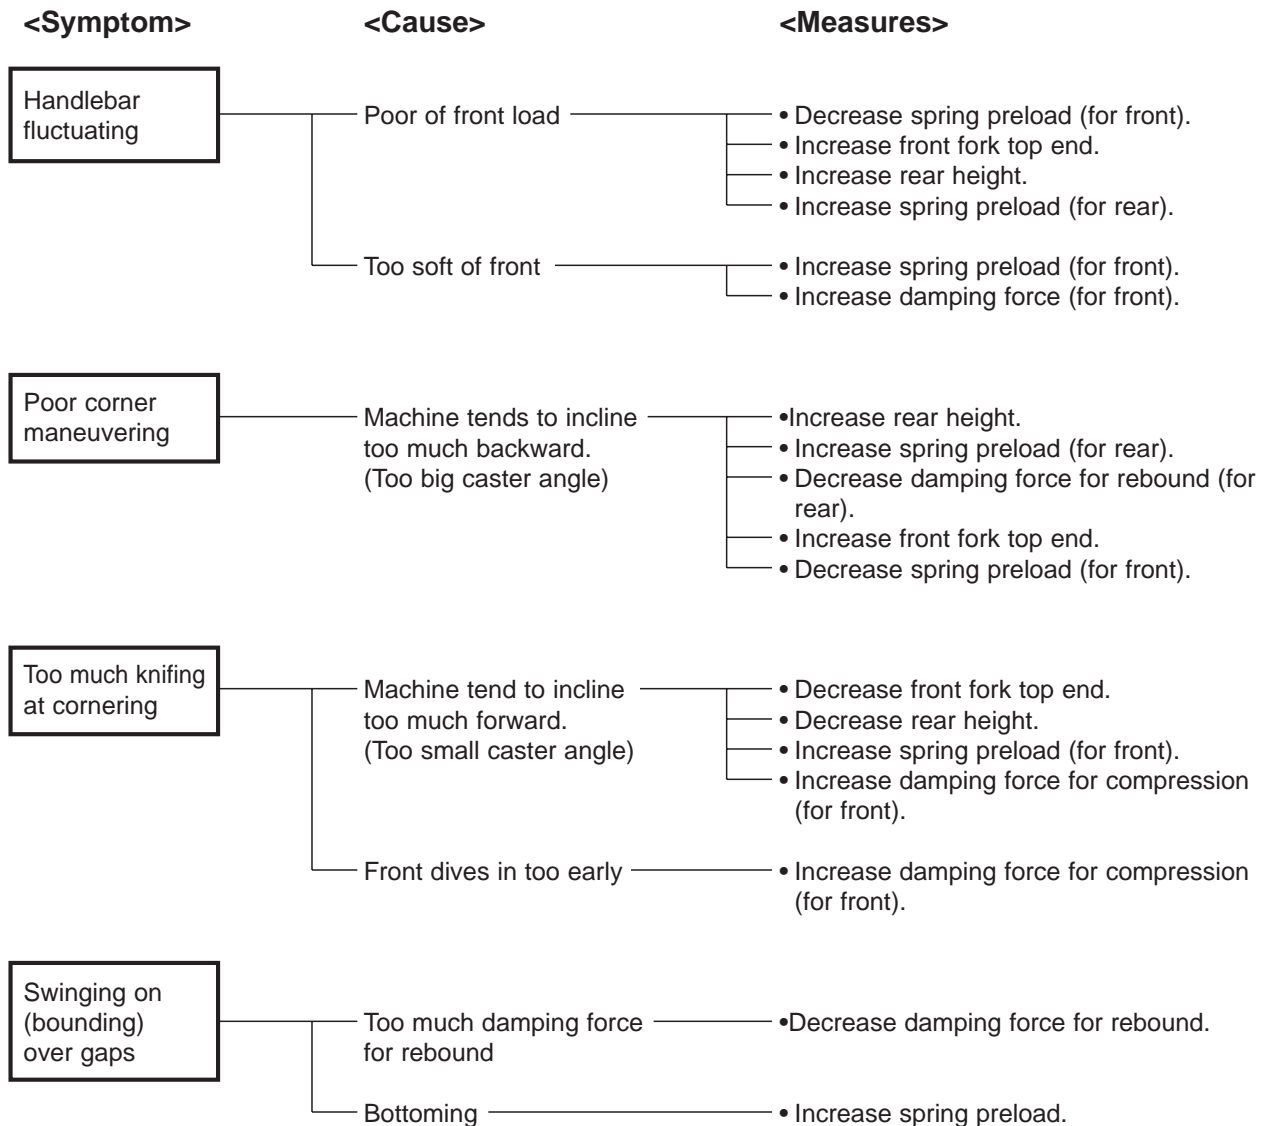 <Symptom> <Cause> <Measures>
Handlebar
fluctuating
Poor of front load
• Decrease spring preload (for front).
• Increase front fork top end.
• Increase rear height.
• Increase spring preload (for rear).
Too soft of front
• Increase spring preload (for front).
• Increase damping force (for front).
Poor corner
maneuvering
Machine tends to incline
too much backward.
(Too big caster angle)
•Increase rear height.
• Increase spring preload (for rear).
• Decrease damping force for rebound (for
rear).
• Increase front fork top end.
• Decrease spring preload (for front).
Too much knifing
at cornering
Machine tend to incline
too much forward.
(Too small caster angle)
• Decrease front fork top end.
• Decrease rear height.
• Increase spring preload (for front).
• Increase damping force for compression
(for front).
Front dives in too early
• Increase damping force for compression
(for front).
Swinging on
(bounding)
over gaps
Too much damping force
for rebound
•Decrease damping force for rebound.
Bottoming
• Increase spring preload.